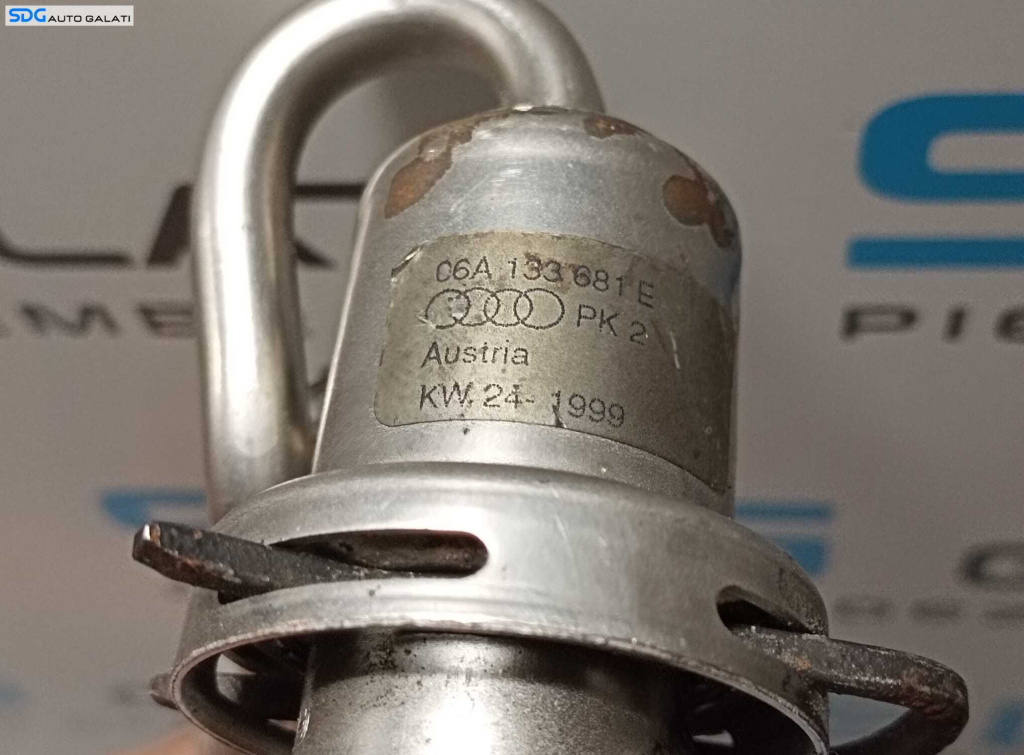 SDG AUTO GALATI
06A 133 681 E
PK 2
Austria
KW. 24- 1999